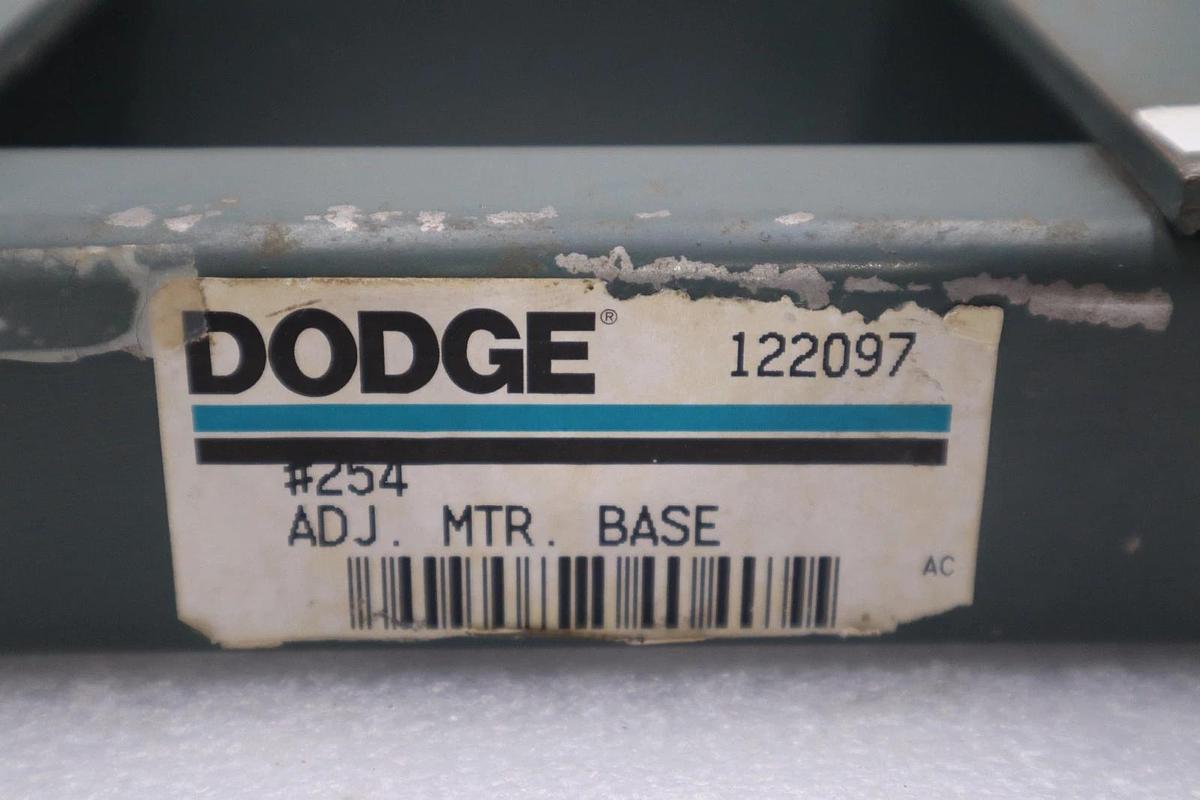 DODGE® 122097
#254
ADJ. MTR. BASE
AC